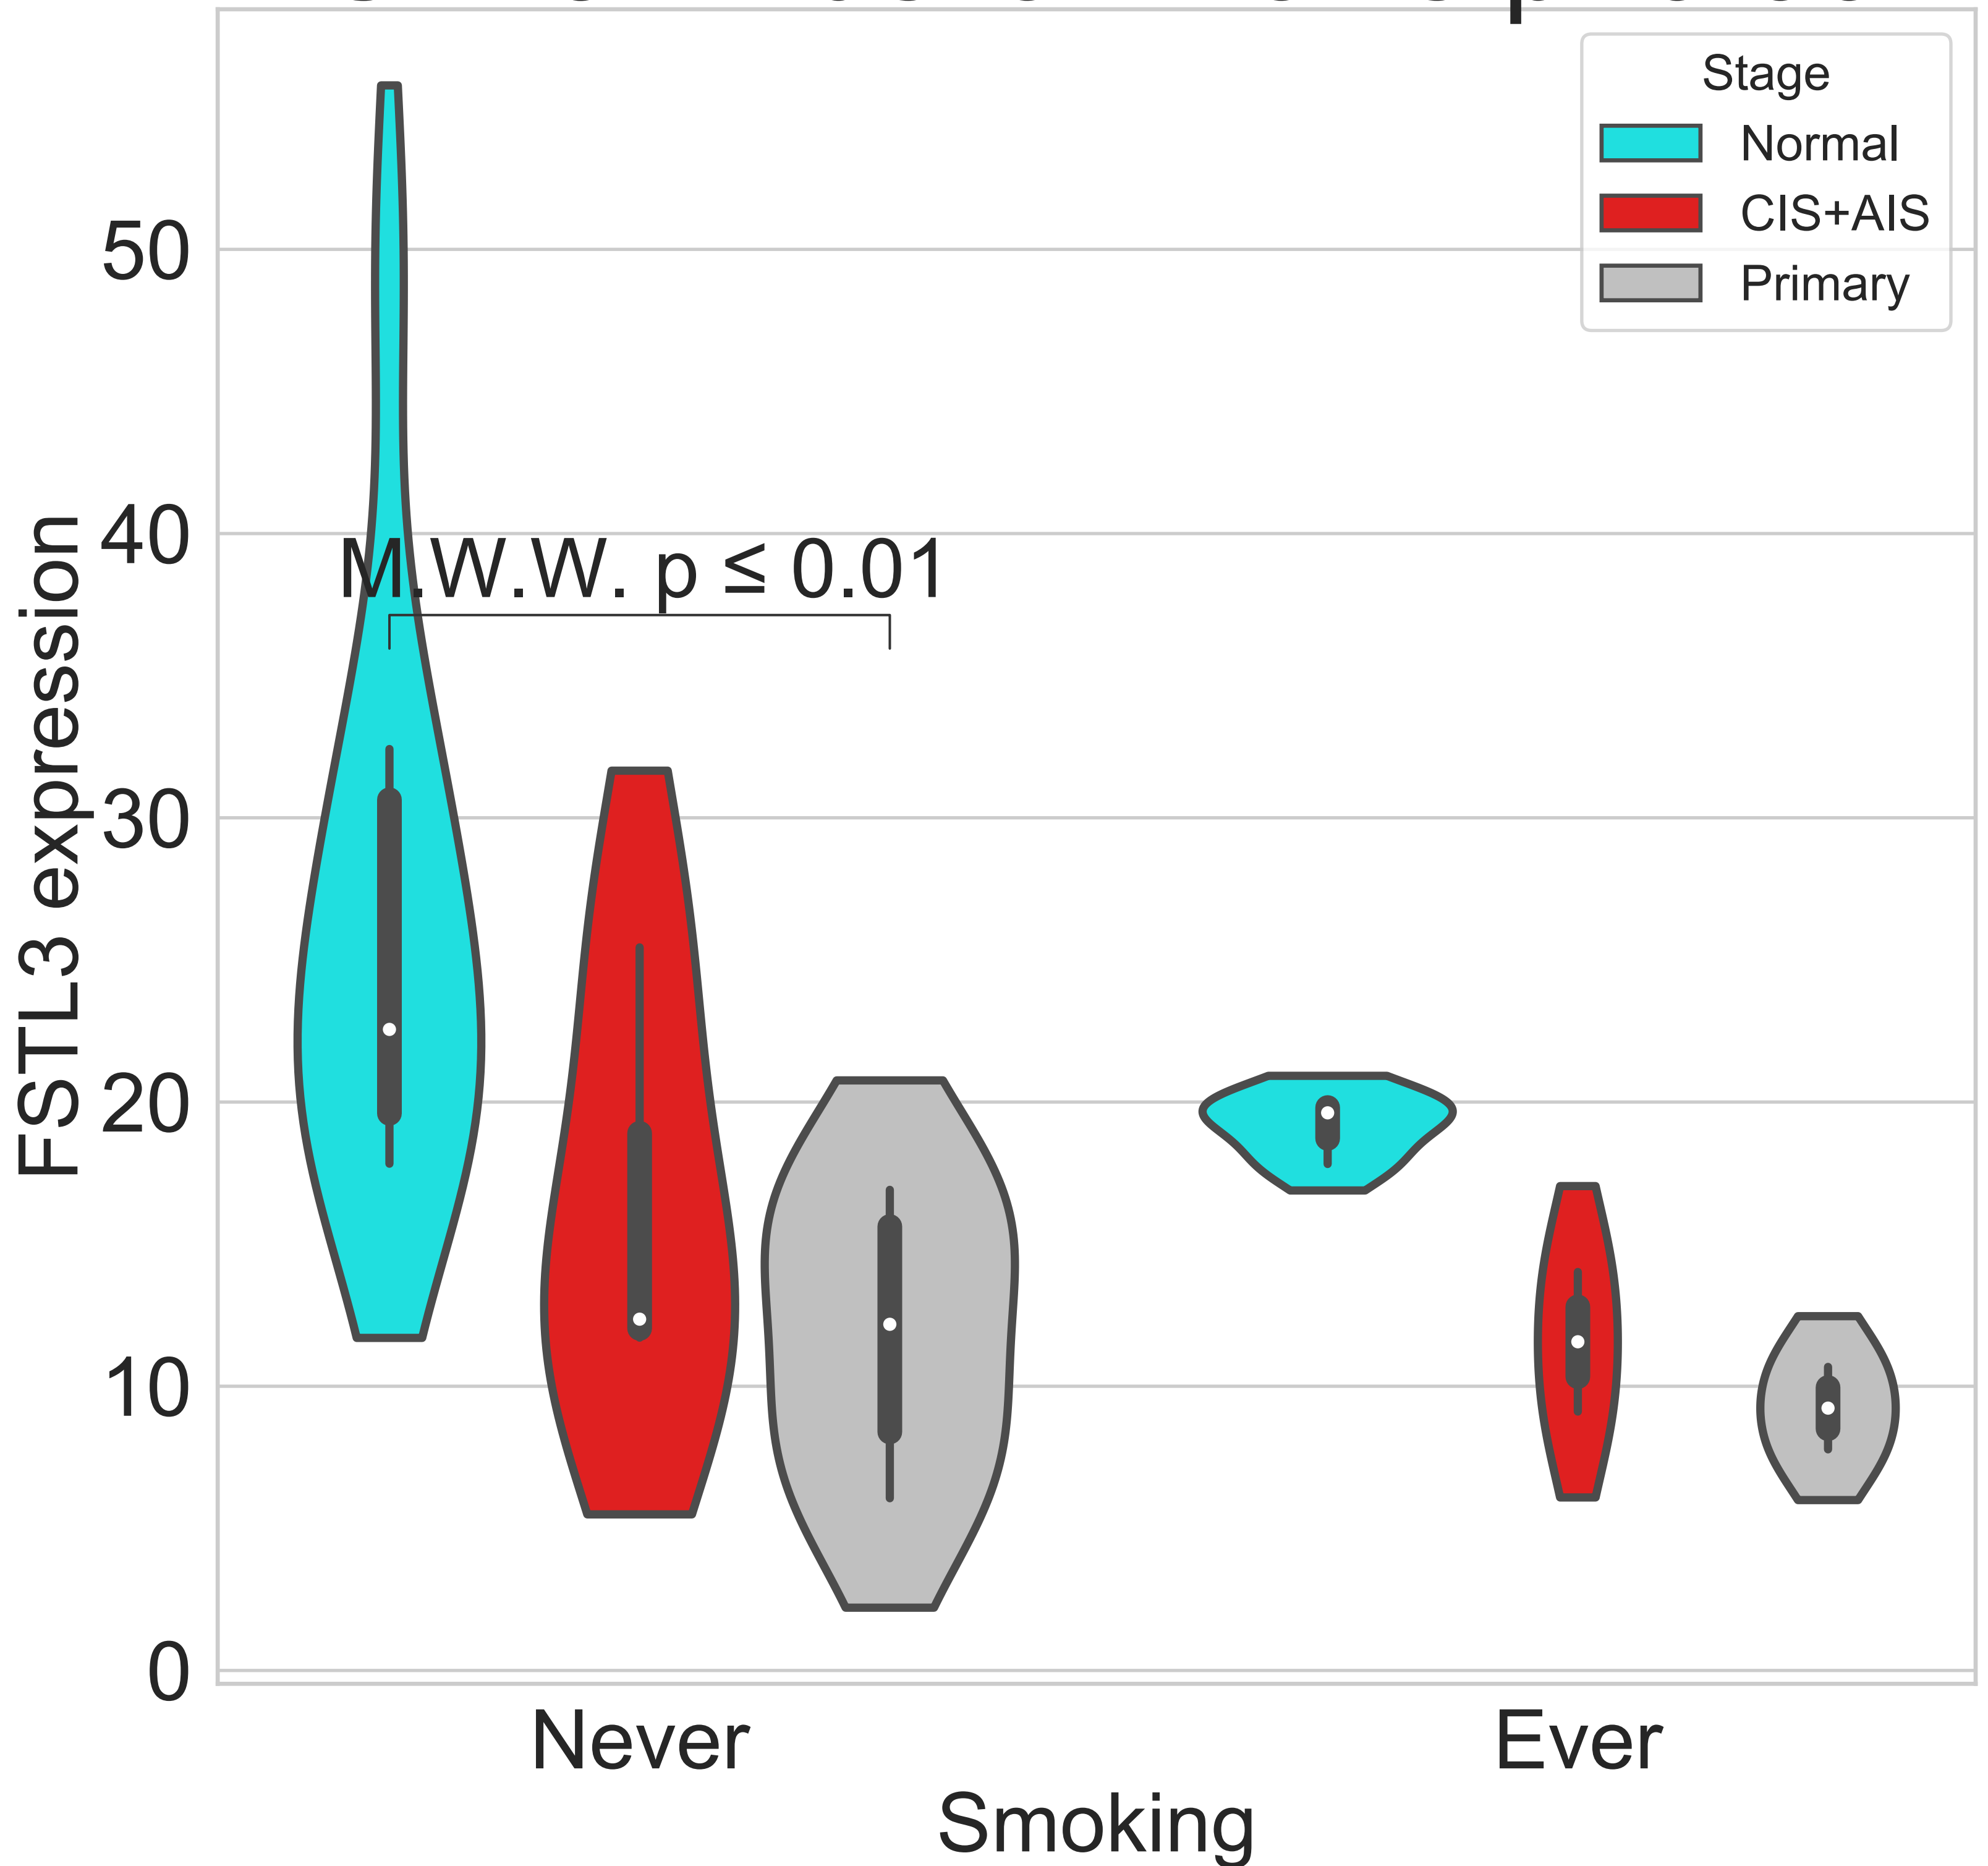 Stage
Normal
CIS+AIS
Primary
50
40
30
20
10
0
FSTL3 expression
M.W.W. p ≤ 0.01
Never
Ever
Smoking